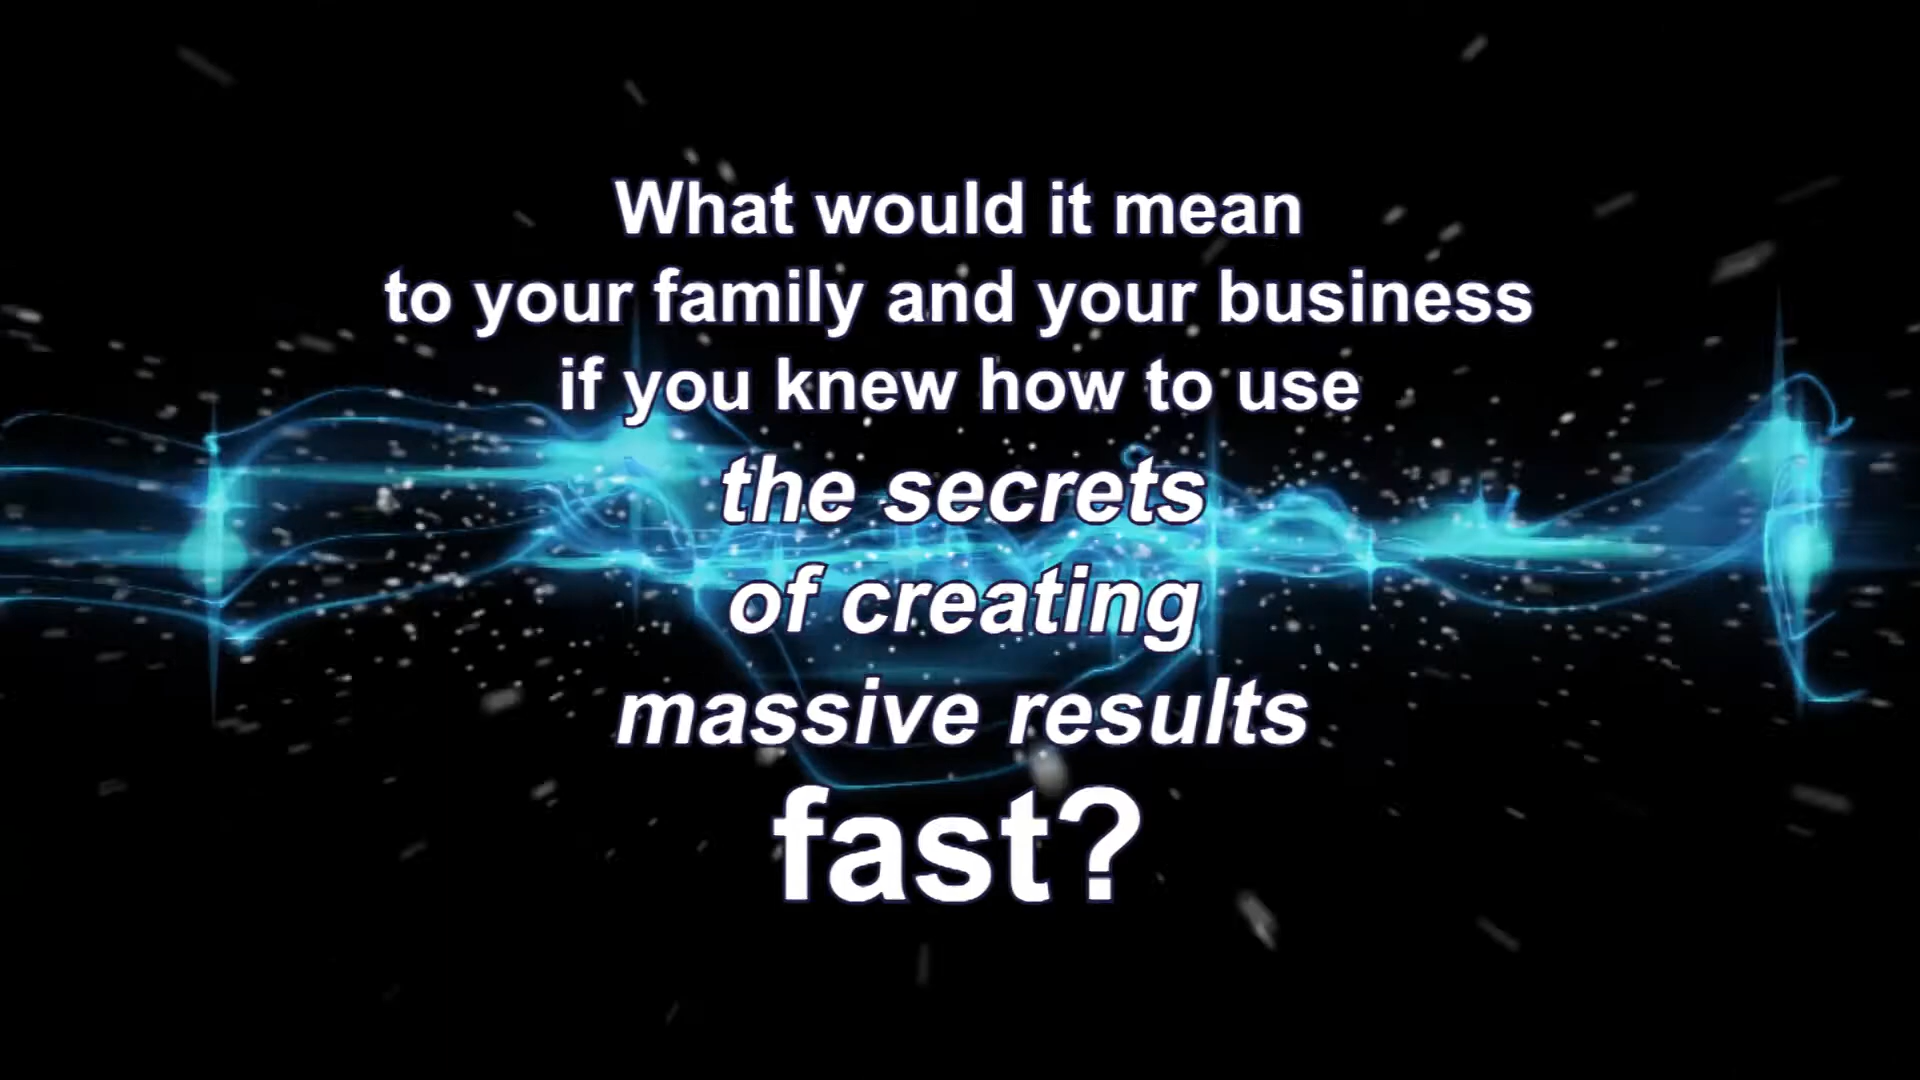 What would it mean
to your family and your business
if you knew how to use
the secrets
of creating
massive results
fast?